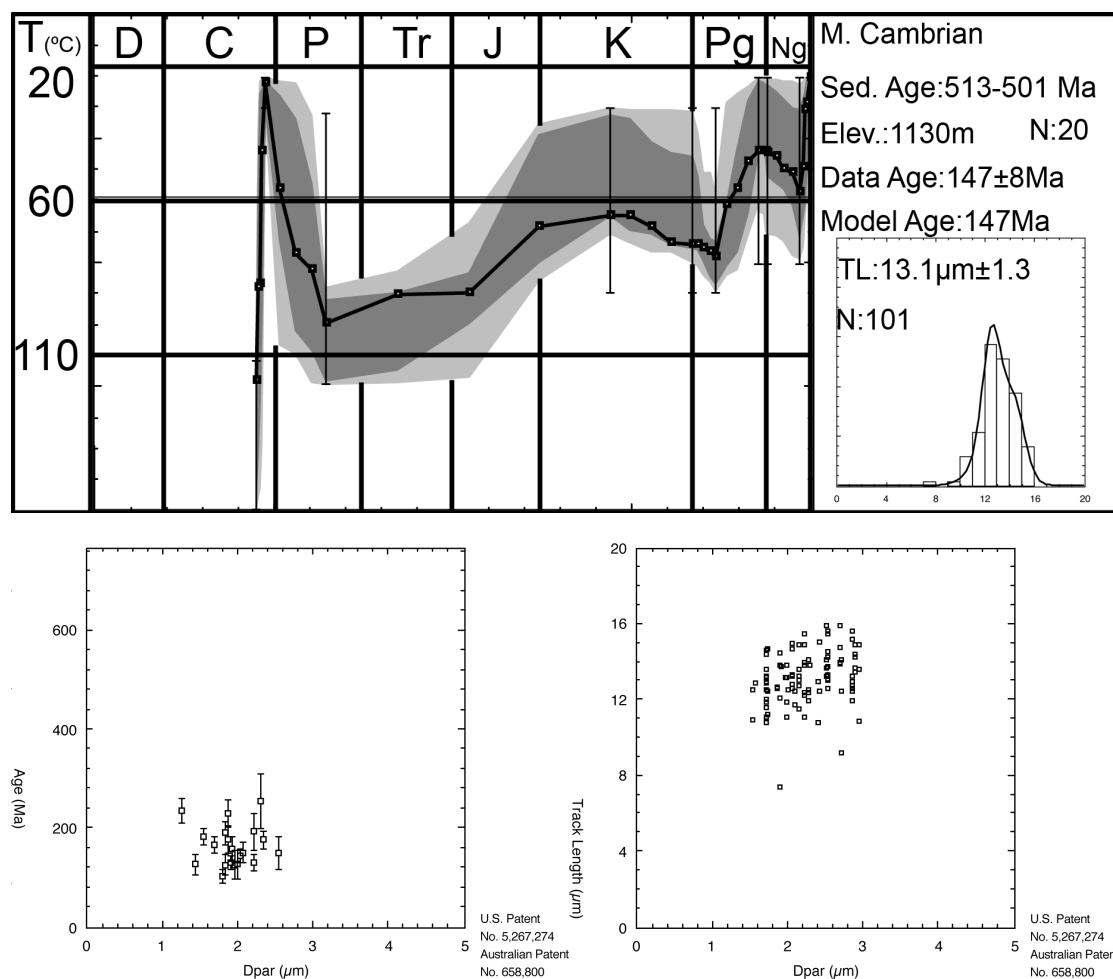 T (ºC) D C P Tr J K Pg Ng
20
60
110
M. Cambrian
Sed. Age:513-501 Ma
Elev.:1130m N:20
Data Age:147±8Ma
Model Age:147Ma
TL:13.1µm±1.3
N:101
0 4 8 12 16 20
600
400
200
0
Age (Ma)
0 1 2 3 4 5
Dpar (µm)
U.S. Patent
No. 5,267,274
Australian Patent
No. 658,800
20
16
12
8
4
0
Track Length (µm)
0 1 2 3 4 5
Dpar (µm)
U.S. Patent
No. 5,267,274
Australian Patent
No. 658,800